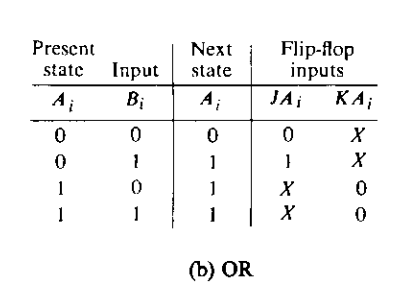 Present Next Flip-flop
state Input state inputs
A_i B_i A_i JA_i KA_i
0 0 0 0 X
0 1 1 1 X
1 0 1 X 0
1 1 1 X 0
(b) OR